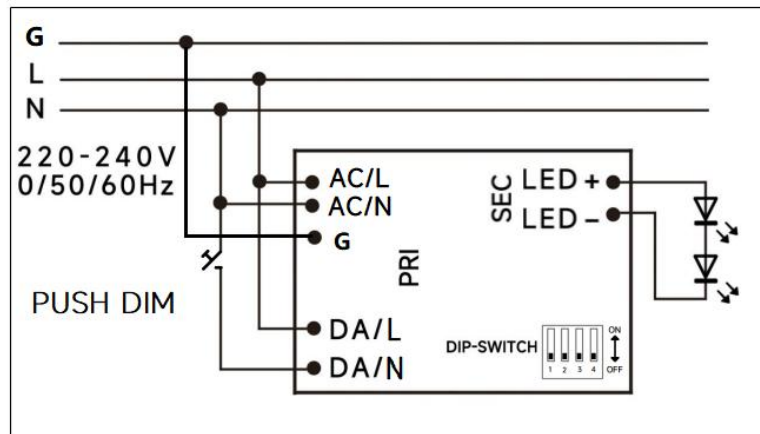 G
L
N
220-240V
0/50/60Hz
PUSH DIM
AC/L
AC/N
G
PRI
DA/L
DA/N
SEC
LED +
LED -
DIP-SWITCH
ON
1 2 3 4
OFF